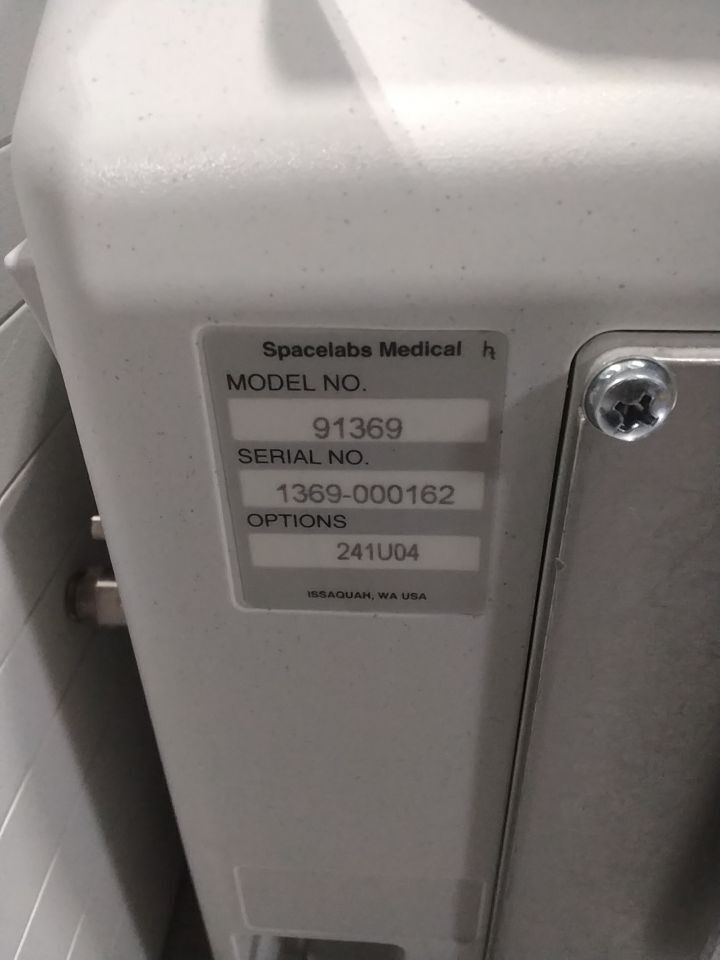 Spacelabs Medical
MODEL NO.
91369
SERIAL NO.
1369-000162
OPTIONS
241U04
ISSAQUAH, WA USA